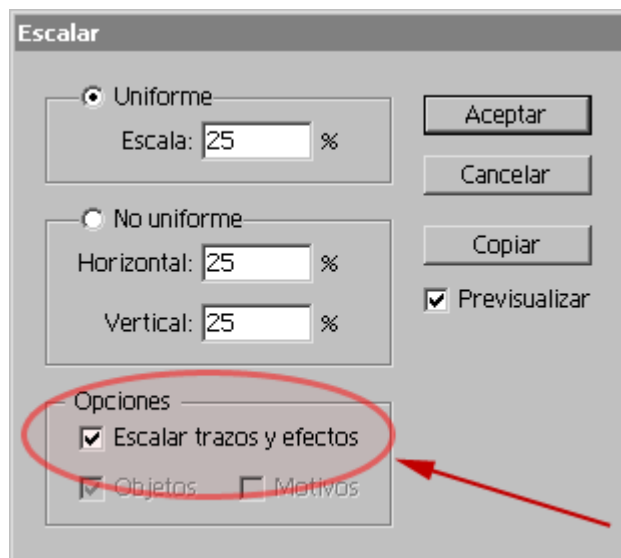 Escalar
Uniforme
Escala: 25 %
No uniforme
Horizontal: 25 %
Vertical: 25 %
Opciones
Escalar trazos y efectos
Objetos Motivos
Aceptar
Cancelar
Copiar
Previsualizar